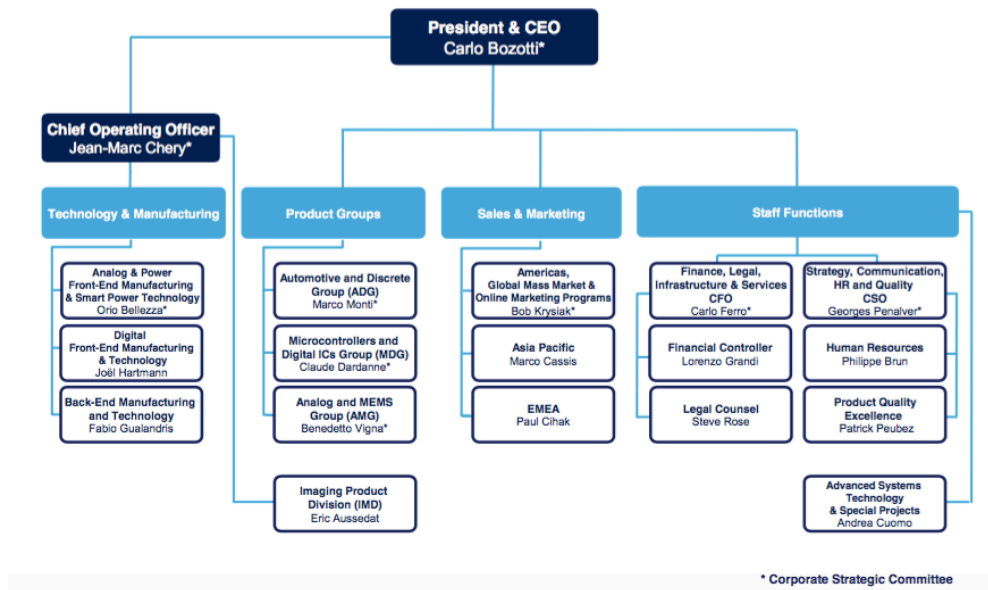 President & CEO
Carlo Bozotti*
Chief Operating Officer
Jean-Marc Chery*
Technology & Manufacturing
Product Groups
Sales & Marketing
Staff Functions
Analog & Power
Front-End Manufacturing
& Smart Power Technology
Orio Bellezza*
Digital
Front-End Manufacturing
& Technology
Joël Hartmann
Back-End Manufacturing
and Technology
Fabio Gualandris
Automotive and Discrete
Group (ADG)
Marco Monti*
Microcontrollers and
Digital ICs Group (MDG)
Claude Dardanne*
Analog and MEMS
Group (AMG)
Benedetto Vigna*
Imaging Product
Division (IMD)
Eric Aussedat
Americas,
Global Mass Market &
Online Marketing Programs
Bob Krysiak*
Asia Pacific
Marco Cassis
EMEA
Paul Cihak
Finance, Legal,
Infrastructure & Services
CFO
Carlo Ferro*
Financial Controller
Lorenzo Grandi
Legal Counsel
Steve Rose
Strategy, Communication,
HR and Quality
CSO
Georges Penalver*
Human Resources
Philippe Brun
Product Quality
Excellence
Patrick Peubez
Advanced Systems
Technology
& Special Projects
Andrea Cuomo
* Corporate Strategic Committee